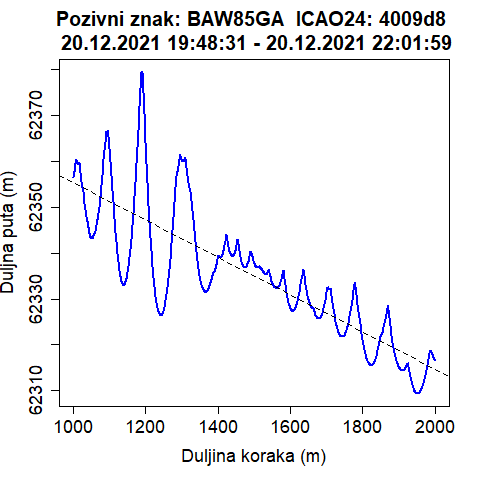 Pozivni znak: BAW85GA  ICAO24: 4009d8
20.12.2021 19:48:31 - 20.12.2021 22:01:59
Duljna puta (m)
62370
62350
62330
62310
1000 1200 1400 1600 1800 2000
Duljina koraka (m)